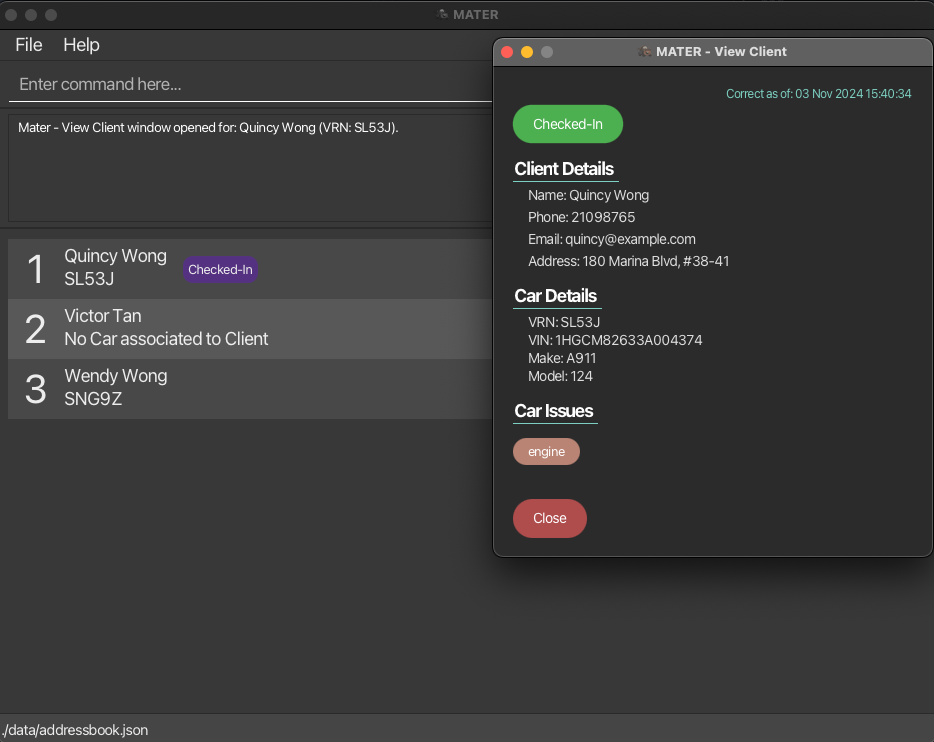 MATER
File Help
Enter command here...
Mater - View Client window opened for: Quincy Wong (VRN: SL53J).
1
Quincy Wong
SL53J
Checked-In
2
Victor Tan
No Car associated to Client
3
Wendy Wong
SNG9Z
./data/addressbook.json
MATER - View Client
Correct as of: 03 Nov 2024 15:40:34
Checked-In
Client Details
Name: Quincy Wong
Phone: 21098765
Email: quincy@example.com
Address: 180 Marina Blvd, #38-41
Car Details
VRN: SL53J
VIN: 1HGCM82633A004374
Make: A911
Model: 124
Car Issues
engine
Close